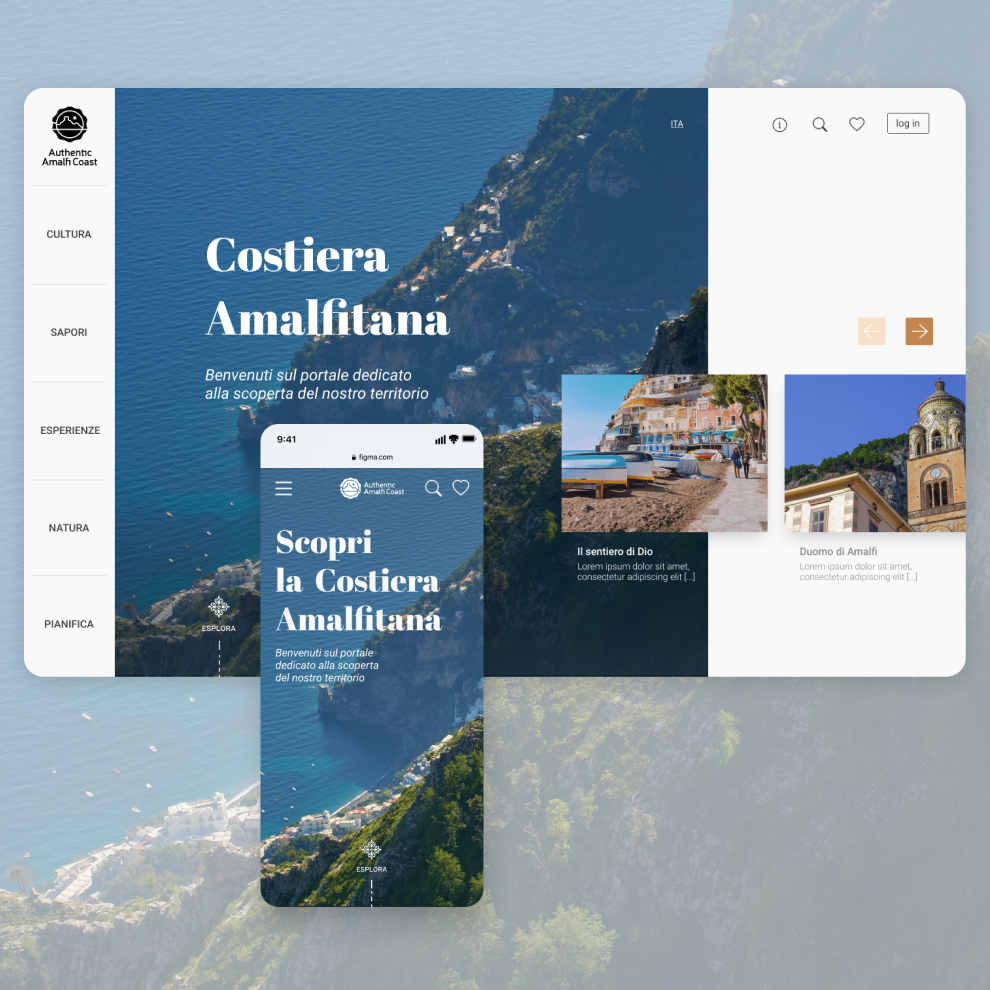 Authentic
Amalfi Coast
CULTURA
SAPORI
ESPERIENZE
NATURA
PIANIFICA
ITA
log in
Costiera
Amalfitana
Benvenuti sul portale dedicato
alla scoperta del nostro territorio
ESPLORA
Il sentiero di Dio
Lorem ipsum dolor sit amet,
consectetur adipiscing elit [...]
Duomo di Amalfi
Lorem ipsum dolor sit amet,
consectetur adipiscing elit [...]
9:41
figma.com
Authentic
Amalfi Coast
Scopri
la Costiera
Amalfitana
Benvenuti sul portale
dedicato alla scoperta
del nostro territorio
ESPLORA